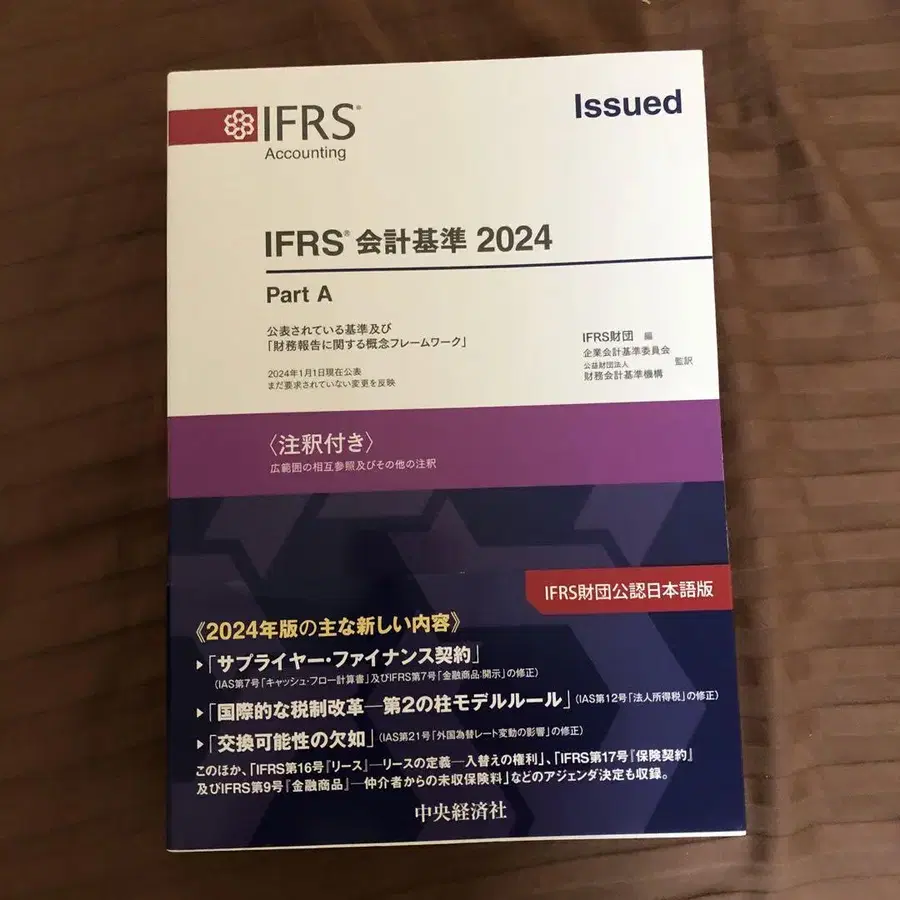 IFRS®
Accounting
Issued
IFRS® 会計基準 2024
Part A
公表されている基準及び
「財務報告に関する概念フレームワーク」
2024年1月1日現在公表
まだ要求されていない変更を反映
IFRS財団 編
企業会計基準委員会
公益財団法人
財務会計基準機構
監訳
〈注釈付き〉
広範囲の相互参照及びその他の注釈
IFRS財団公認日本語版
《2024年版の主な新しい内容》
▶「サプライヤー・ファイナンス契約」
(IAS第7号「キャッシュ・フロー計算書」及びIFRS第7号「金融商品:開示」の修正)
▶「国際的な税制改革―第2の柱モデルルール」(IAS第12号「法人所得税」の修正)
▶「交換可能性の欠如」(IAS第21号「外国為替レート変動の影響」の修正)
このほか、「IFRS第16号『リース』―リースの定義―入替えの権利」、「IFRS第17号『保険契約』
及びIFRS第9号『金融商品』―仲介者からの未収保険料」などのアジェンダ決定も収録。
中央経済社